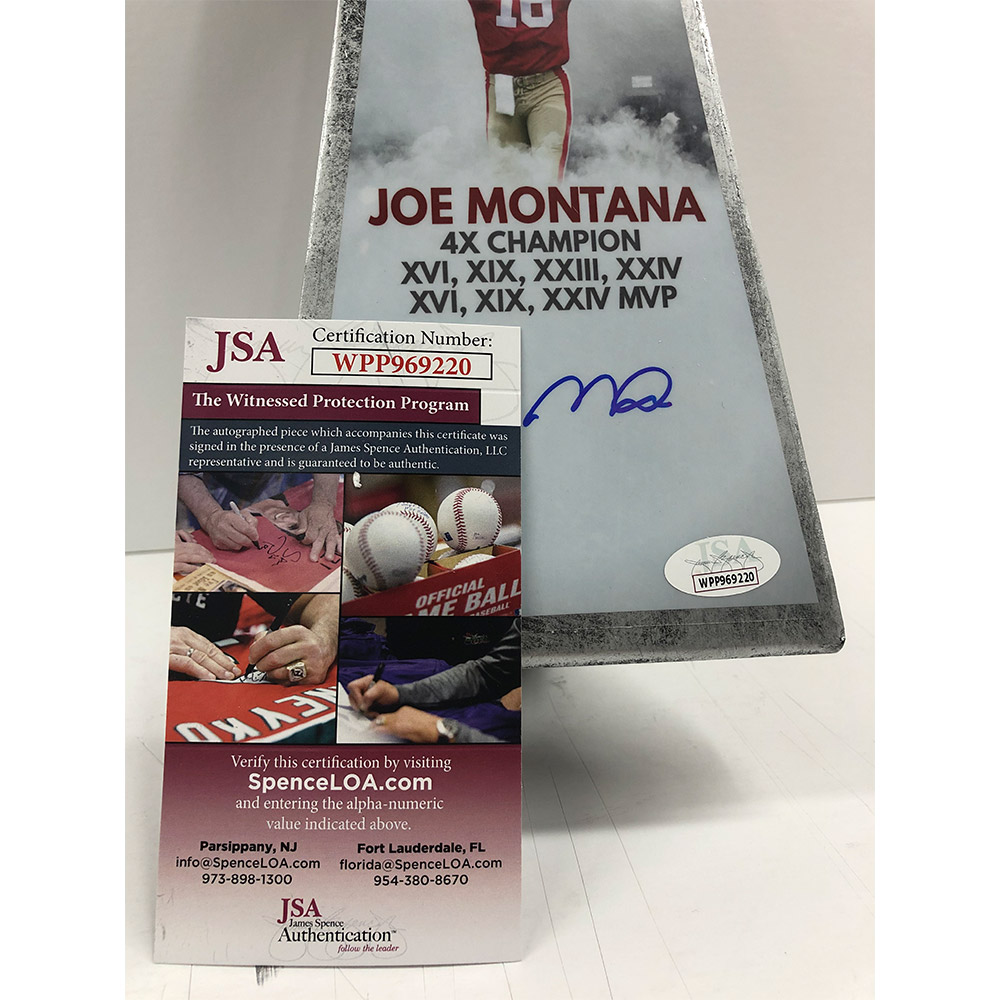 16
JOE MONTANA
4X CHAMPION
XVI, XIX, XXIII, XXIV
XVI, XIX, XXIV MVP
JSA
Certification Number:
WPP969220
The Witnessed Protection Program
The autographed piece which accompanies this certificate was
signed in the presence of a James Spence Authentication, LLC
representative and is guaranteed to be authentic.
OFFICIAL
ME BALL
BASEBALL
NEYKO
Verify this certification by visiting
SpenceLOA.com
and entering the alpha-numeric
value indicated above.
Parsippany, NJ
info@SpenceLOA.com
973-898-1300
Fort Lauderdale, FL
florida@SpenceLOA.com
954-380-8670
JSA
James Spence
Authentication™
follow the leader
JSA
WPP969220